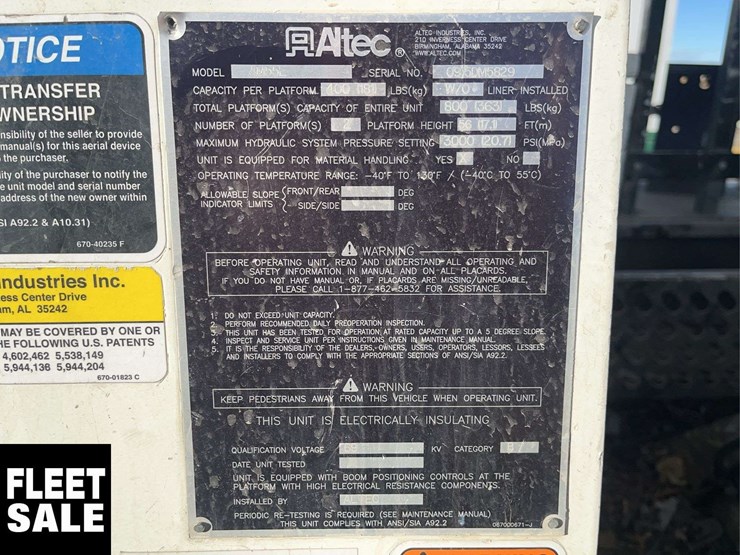 OTICE
TRANSFER
WNERSHIP
nsibility of the seller to provide
manual(s) for this aerial device
the purchaser.
ility of the purchaser to notify the
e unit model and serial number
address of the new owner within
SI A92.2 & A10.31)
670-40235 F
ndustries Inc.
ess Center Drive
am, AL 35242
MAY BE COVERED BY ONE OR
HE FOLLOWING U.S. PATENTS
4,602,462 5,538,149
5,944,136 5,944,204
670-01823 C
Altec®
ALTEC INDUSTRIES, INC.
210 INVERNESS CENTER DRIVE
BIRMINGHAM, ALABAMA 35242
WWW.ALTEC.COM
MODEL SERIAL NO.
CAPACITY PER PLATFORM 400 (181) LBS(kg) W/O LINER INSTALLED
TOTAL PLATFORM(S) CAPACITY OF ENTIRE UNIT 800 (363) LBS(kg)
NUMBER OF PLATFORM(S) 2 PLATFORM HEIGHT 56 (17.1) FT(m)
MAXIMUM HYDRAULIC SYSTEM PRESSURE SETTING 3000 (20.7) PSI(MPa)
UNIT IS EQUIPPED FOR MATERIAL HANDLING YES X NO
OPERATING TEMPERATURE RANGE: -40°F TO 130°F / (-40°C TO 55°C)
ALLOWABLE SLOPE FRONT/REAR DEG
INDICATOR LIMITS SIDE/SIDE DEG
WARNING
BEFORE OPERATING UNIT, READ AND UNDERSTAND ALL OPERATING AND
SAFETY INFORMATION IN MANUAL AND ON ALL PLACARDS.
IF YOU DO NOT HAVE MANUAL OR, IF PLACARDS ARE MISSING/UNREADABLE,
PLEASE CALL 1-877-462-5832 FOR ASSISTANCE.
1. DO NOT EXCEED UNIT CAPACITY.
2. PERFORM RECOMMENDED DAILY PREOPERATION INSPECTION.
3. THIS UNIT HAS BEEN TESTED FOR OPERATION AT RATED CAPACITY UP TO A 5 DEGREE SLOPE.
4. INSPECT AND SERVICE UNIT PER INSTRUCTIONS GIVEN IN MAINTENANCE MANUAL.
5. IT IS THE RESPONSIBILITY OF THE DEALERS, OWNERS, USERS, OPERATORS, LESSORS, LESSEES
AND INSTALLERS TO COMPLY WITH THE APPROPRIATE SECTIONS OF ANSI/SIA A92.2.
WARNING
KEEP PEDESTRIANS AWAY FROM THIS VEHICLE WHEN OPERATING UNIT.
THIS UNIT IS ELECTRICALLY INSULATING
QUALIFICATION VOLTAGE KV CATEGORY B
DATE UNIT TESTED
UNIT IS EQUIPPED WITH BOOM POSITIONING CONTROLS AT THE
PLATFORM WITH HIGH ELECTRICAL RESISTANCE COMPONENTS.
INSTALLED BY ALTEC
PERIODIC RE-TESTING IS REQUIRED (SEE MAINTENANCE MANUAL)
THIS UNIT COMPLIES WITH ANSI/SIA A92.2
067000671-J
FLEET
SALE